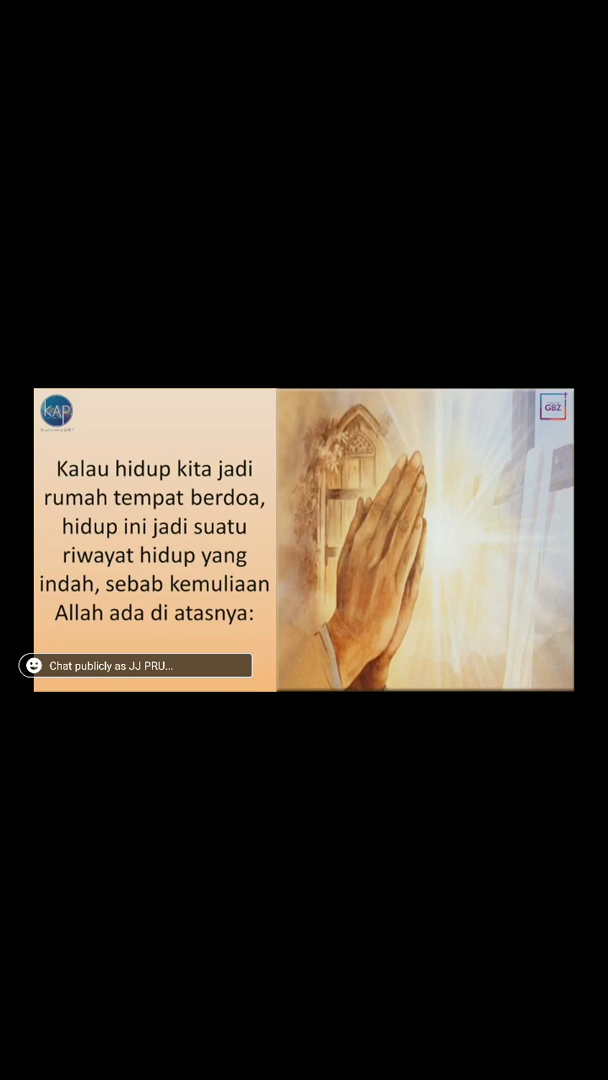 KAP
GBZ
Kalau hidup kita jadi
rumah tempat berdoa,
hidup ini jadi suatu
riwayat hidup yang
indah, sebab kemuliaan
Allah ada di atasnya:
Chat publicly as JJ PRU...